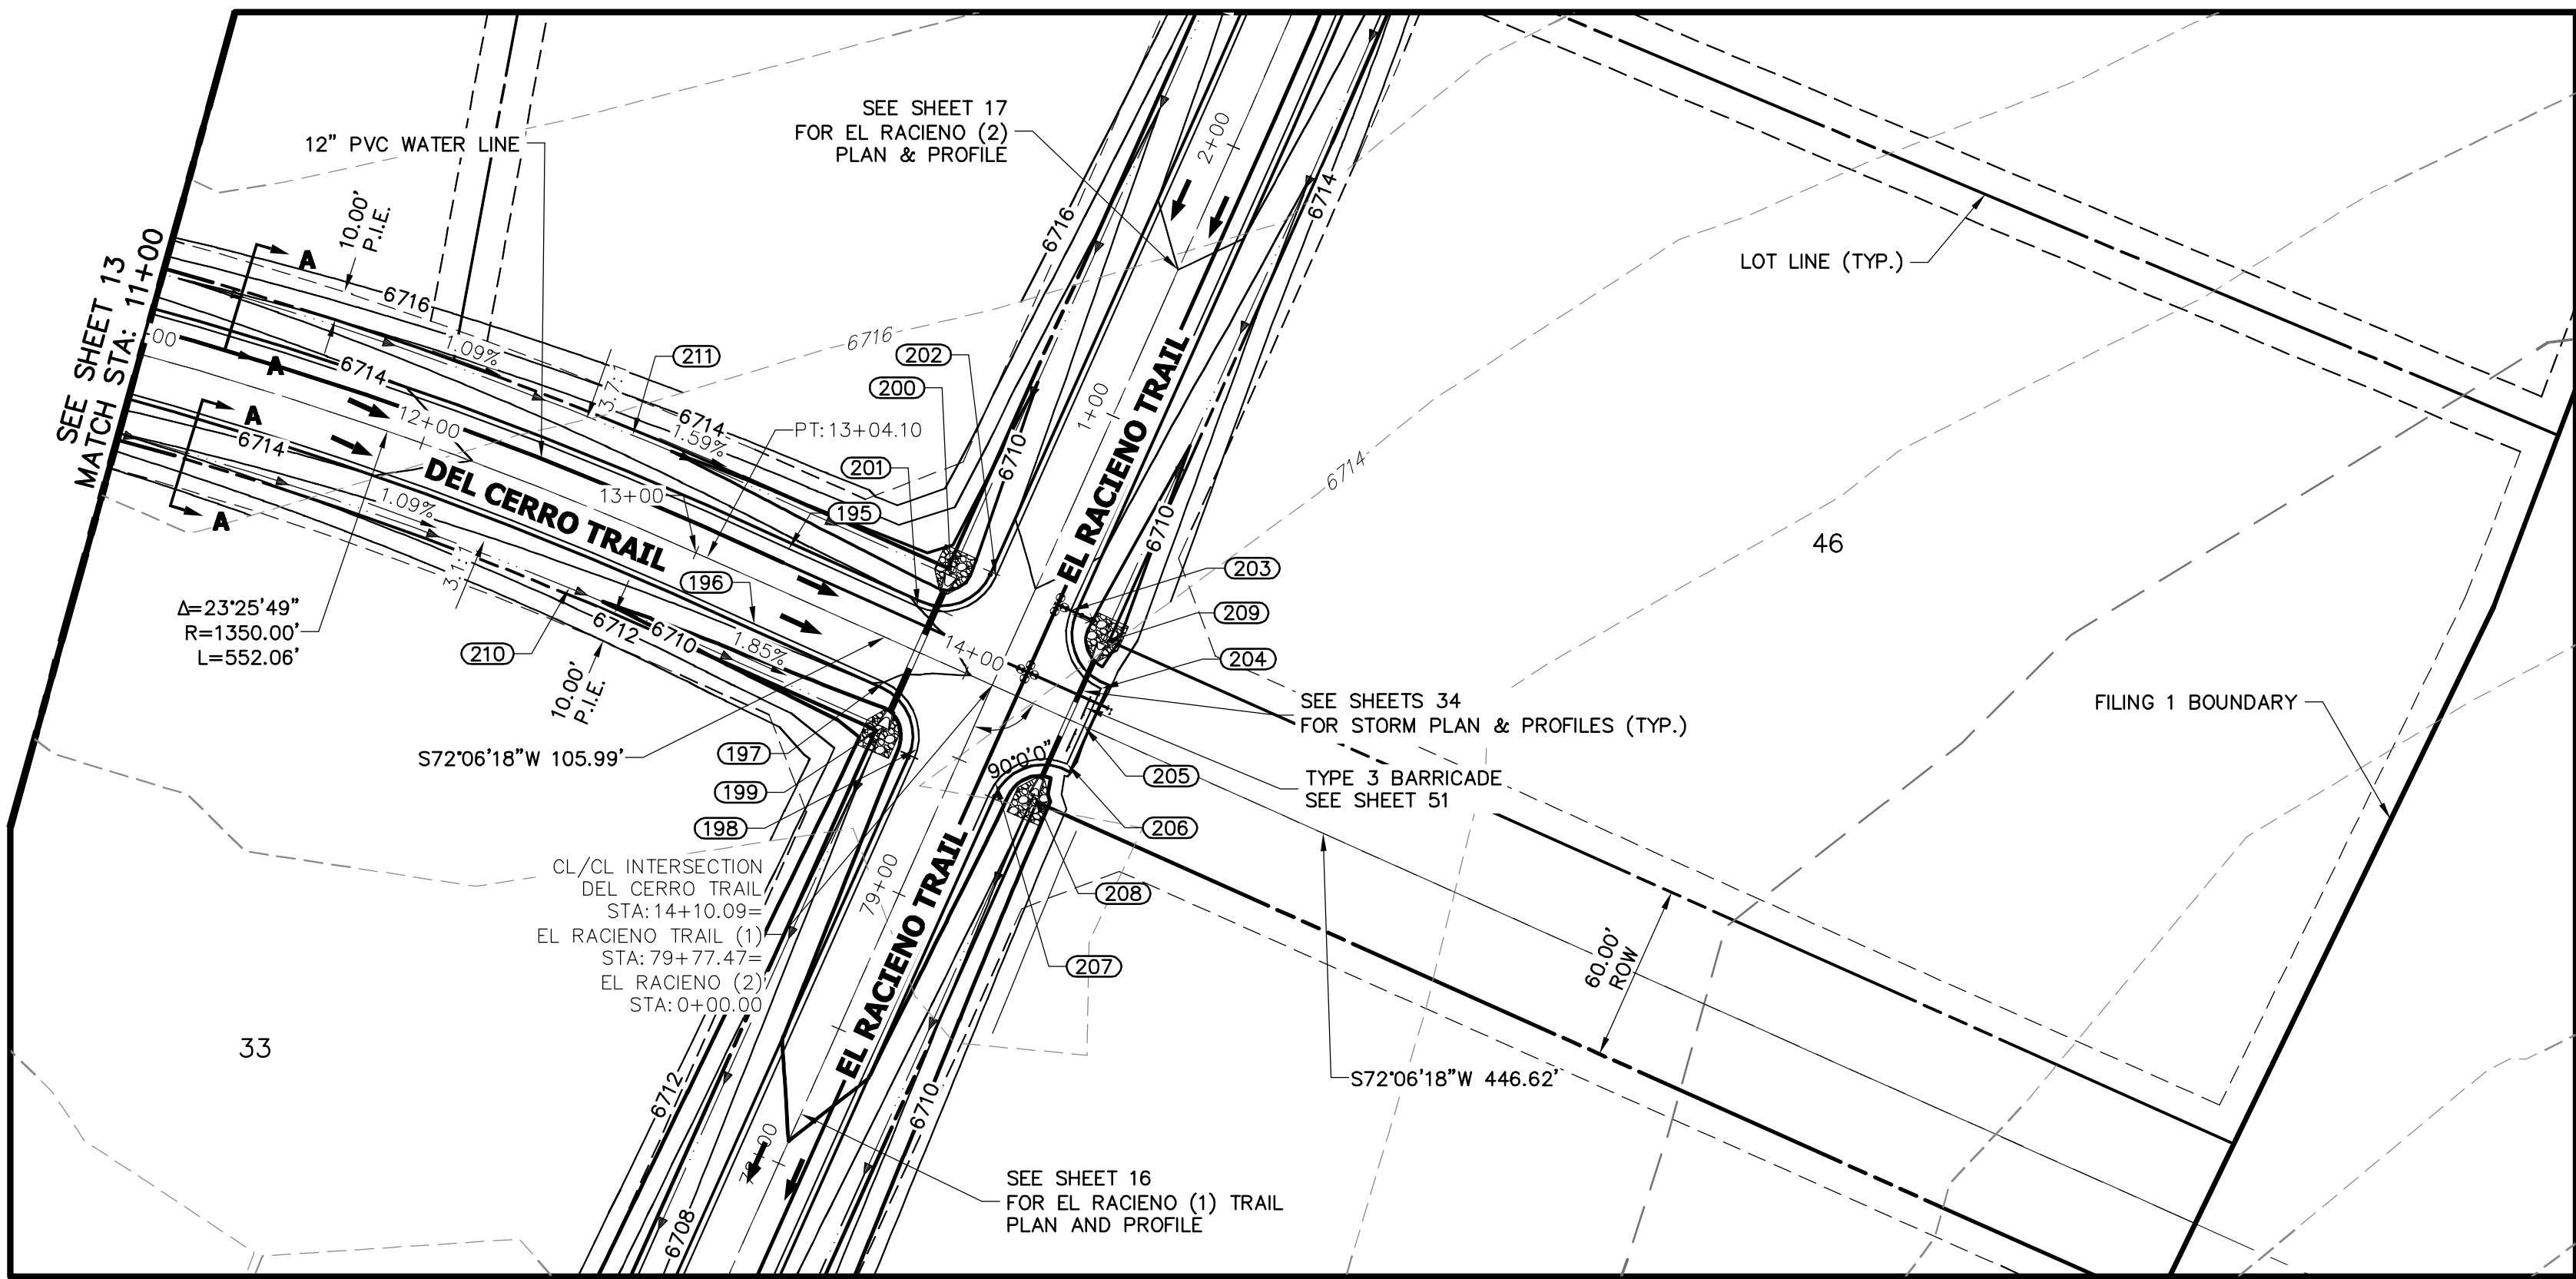 SEE SHEET 17
FOR EL RACIENO (2)
PLAN & PROFILE
12" PVC WATER LINE
2+00
6714
6716
10.00'
P.I.E.
LOT LINE (TYP.)
SEE SHEET 13
MATCH STA: 11+00
A
6716
00
1.09%
A
6714
3.7:1
211
6716
202
200
EL RACIENO TRAIL
1+00
12+00
A
6714
6714
1.59%
PT: 13+04.10
6710
6714
201
DEL CERRO TRAIL
13+00
1.09%
A
195
6710
46
3.1:1
196
203
Δ=23°25'49"
R=1350.00'
L=552.06'
209
6712
6710
1.85%
14+00
210
204
10.00'
P.I.E.
SEE SHEETS 34
FOR STORM PLAN & PROFILES (TYP.)
FILING 1 BOUNDARY
S72°06'18"W 105.99'
197
90°0'0"
205
TYPE 3 BARRICADE
SEE SHEET 51
199
198
206
CL/CL INTERSECTION
DEL CERRO TRAIL
STA: 14+10.09=
EL RACIENO TRAIL (1)
STA: 79+77.47=
EL RACIENO (2)
STA: 0+00.00
79+00
208
EL RACIENO TRAIL
207
60.00'
ROW
33
6712
6710
S72°06'18"W 446.62'
00
SEE SHEET 16
FOR EL RACIENO (1) TRAIL
PLAN AND PROFILE
6708